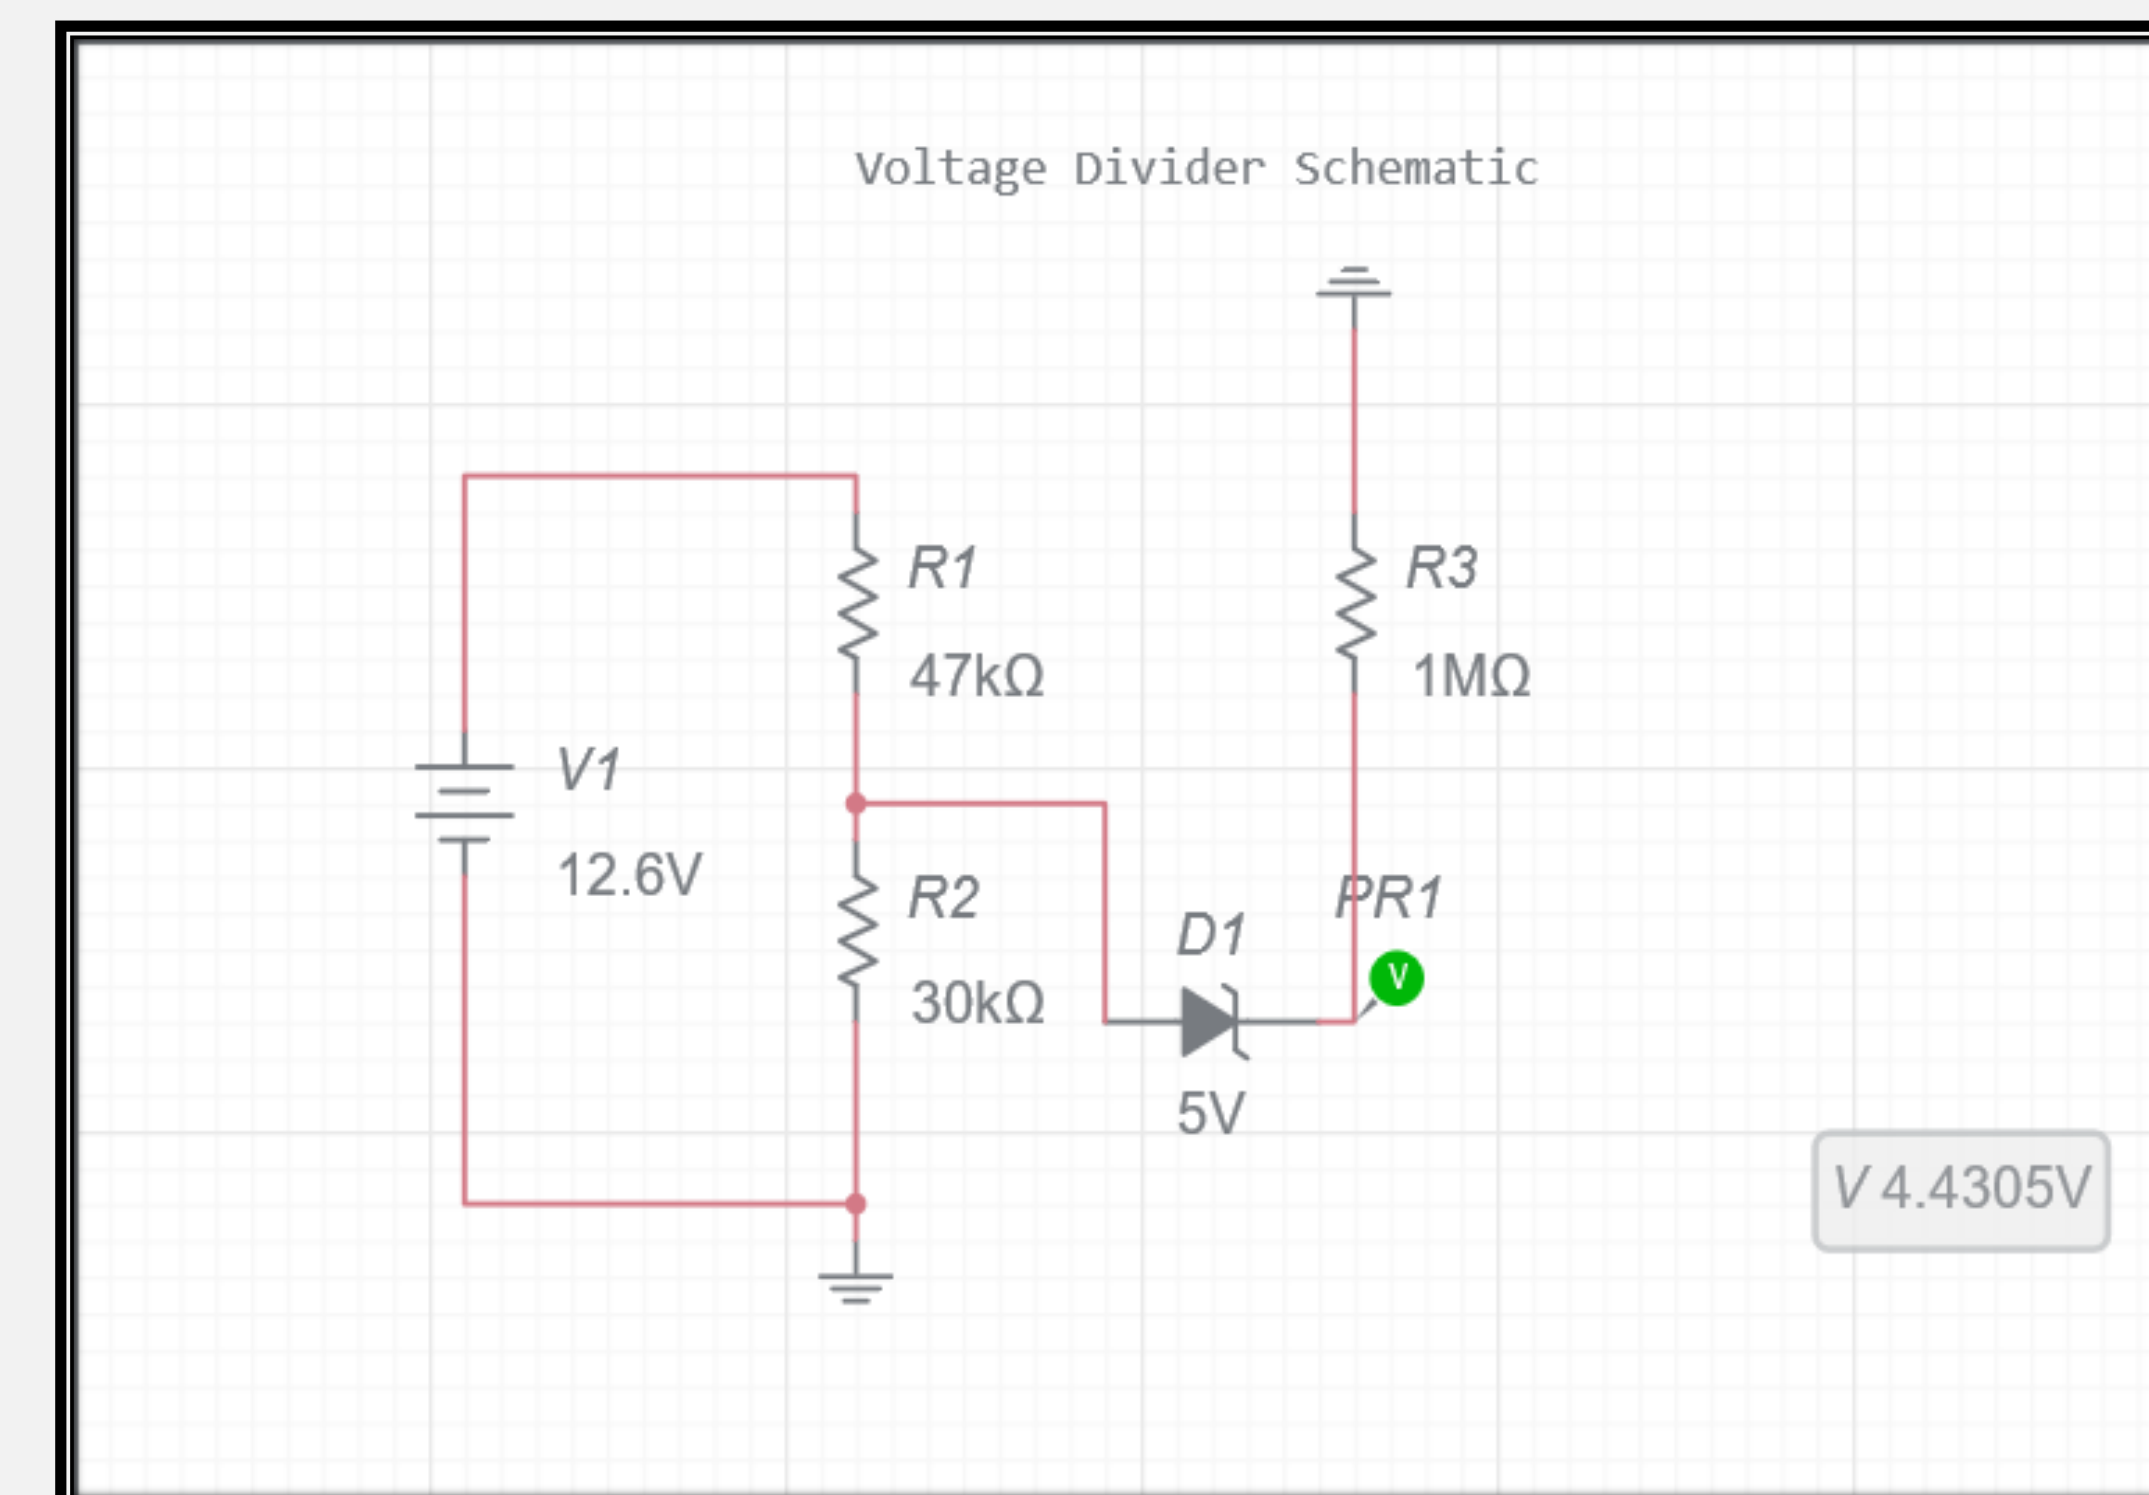 Voltage Divider Schematic
R1
47kΩ
R3
1MΩ
V1
12.6V
R2
30kΩ
D1
5V
PR1
V
V 4.4305V